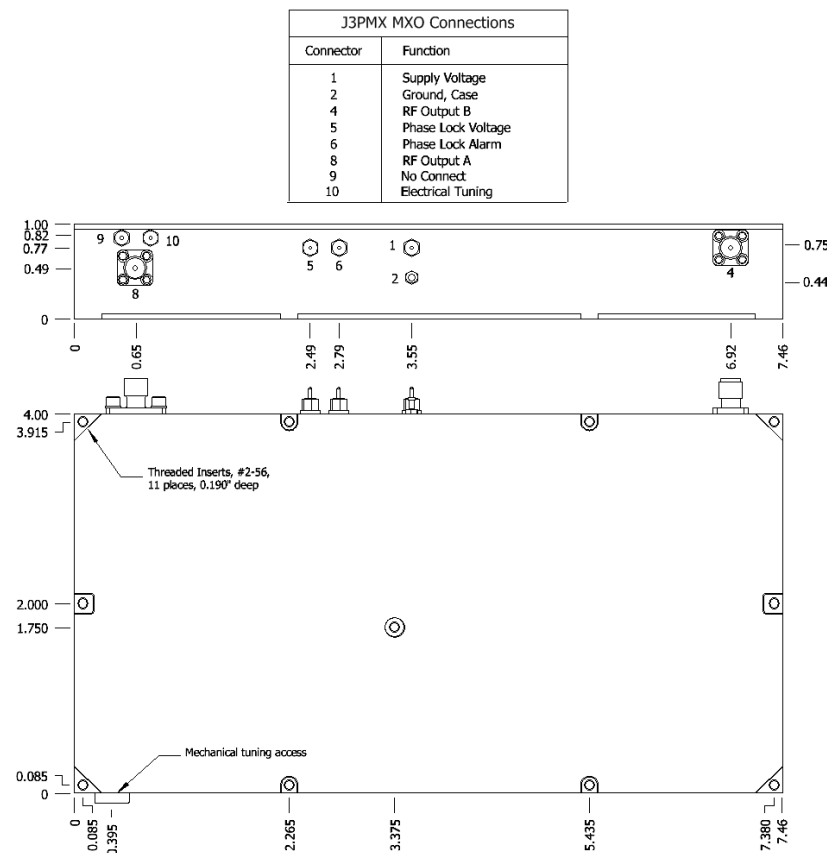 J3PMX MXO Connections
Connector Function
1 Supply Voltage
2 Ground, Case
4 RF Output B
5 Phase Lock Voltage
6 Phase Lock Alarm
8 RF Output A
9 No Connect
10 Electrical Tuning
1.00
0.82
0.77
0.49
0
9
10
8
5
6
1
2
4
0.75
0.44
0
0.65
2.49
2.79
3.55
6.92
7.46
4.00
3.915
Threaded Inserts, #2-56,
11 places, 0.190" deep
2.000
1.750
Mechanical tuning access
0.085
0
0
0.085
0.395
2.265
3.375
5.435
7.380
7.46